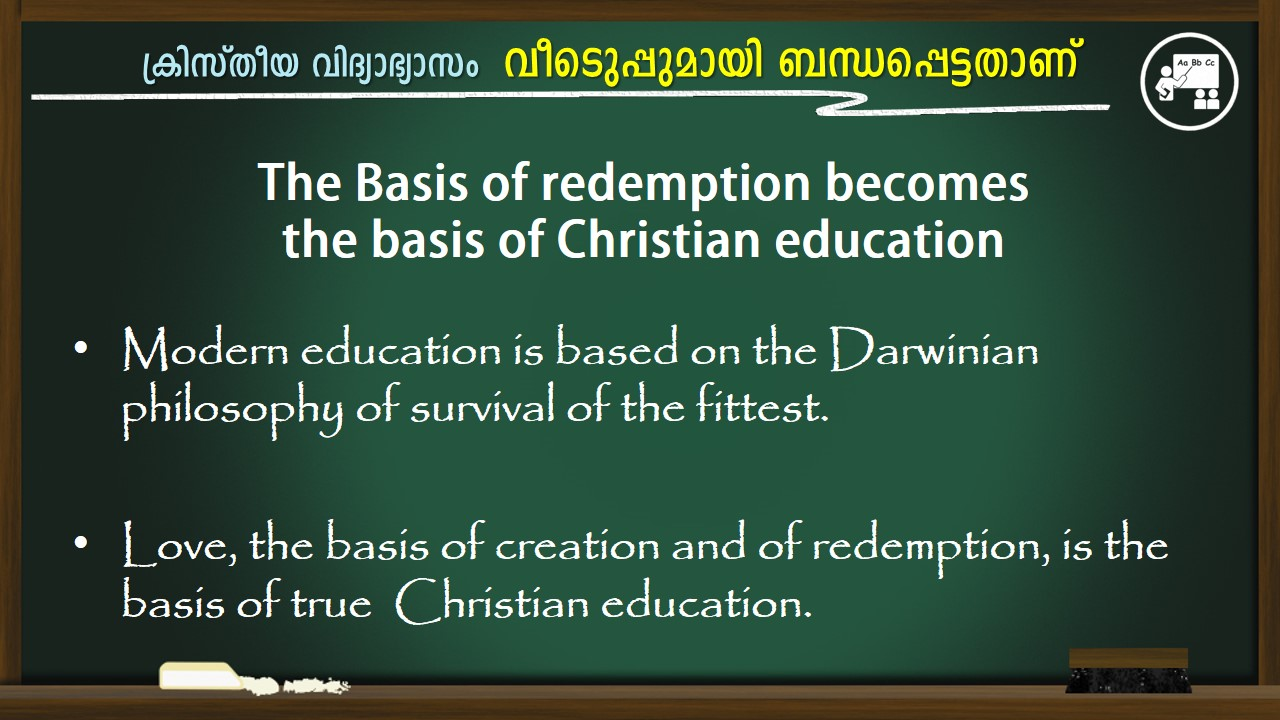 ക്രിസ്തീയ വിദ്യാഭ്യാസം വീടെുപ്പുമായി ബന്ധപ്പെട്ടതാണ്
Aa Bb Cc
The Basis of redemption becomes
the basis of Christian education
• Modern education is based on the Darwinian
philosophy of survival of the fittest.
• Love, the basis of creation and of redemption, is the
basis of true Christian education.